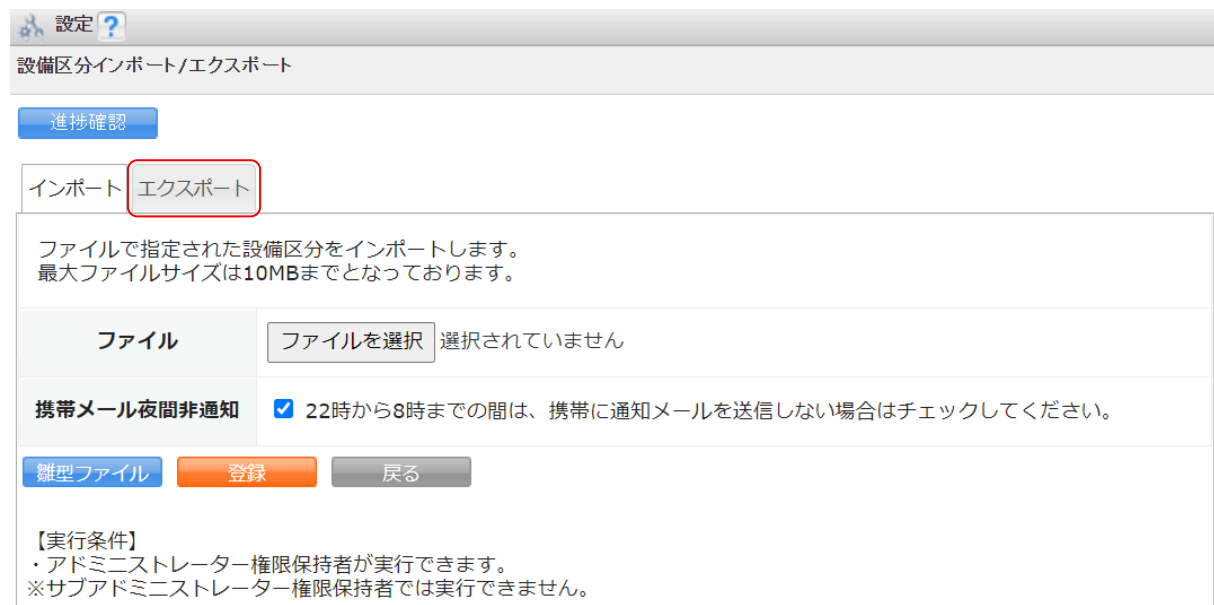 設定 ?
設備区分インポート/エクスポート
進捗確認
インポート エクスポート
ファイルで指定された設備区分をインポートします。
最大ファイルサイズは10MBまでとなっております。
ファイル ファイルを選択 選択されていません
携帯メール夜間非通知 22時から8時までの間は、携帯に通知メールを送信しない場合はチェックしてください。
雛型ファイル 登録 戻る
【実行条件】
・アドミニストレーター権限保持者が実行できます。
※サブアドミニストレーター権限保持者では実行できません。